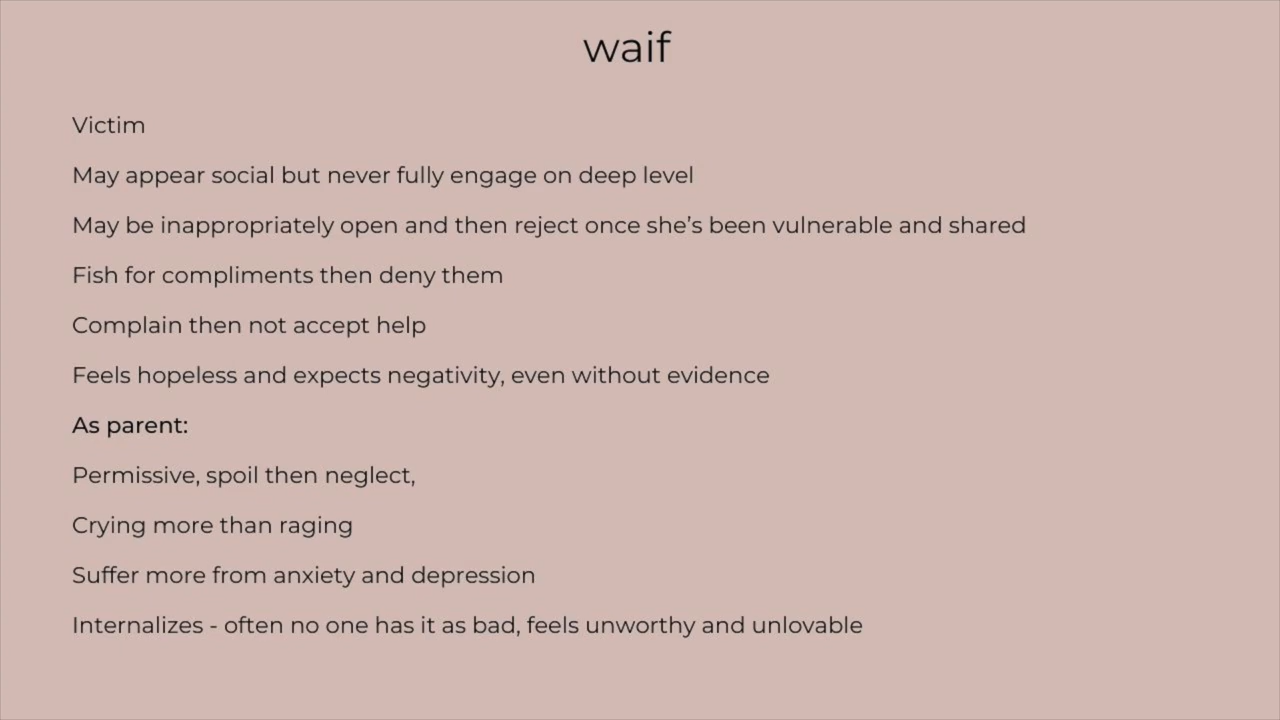 waif
Victim
May appear social but never fully engage on deep level
May be inappropriately open and then reject once she’s been vulnerable and shared
Fish for compliments then deny them
Complain then not accept help
Feels hopeless and expects negativity, even without evidence
As parent:
Permissive, spoil then neglect,
Crying more than raging
Suffer more from anxiety and depression
Internalizes - often no one has it as bad, feels unworthy and unlovable